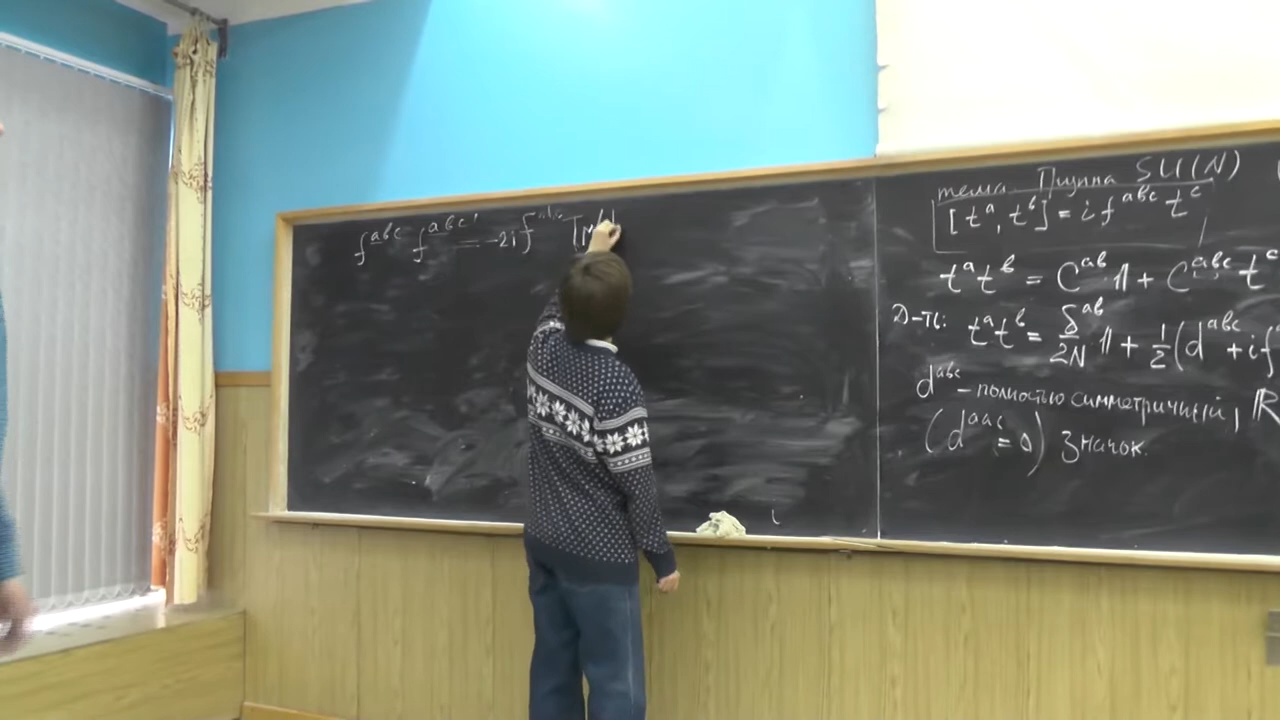 f^{abc} f^{abc'} = -2i f^{abc} Tr(t
тема. Группа SU(N)
[t^a, t^b] = i f^{abc} t^c
t^a t^b = C^{ab} 1 + C^{abc} t^c
Д-ть: t^a t^b = δ^{ab}/2N 1 + 1/2 (d^{abc} + i f
d^{abc} - полностью симметричный, R
(d^{aac} = 0) Значок.